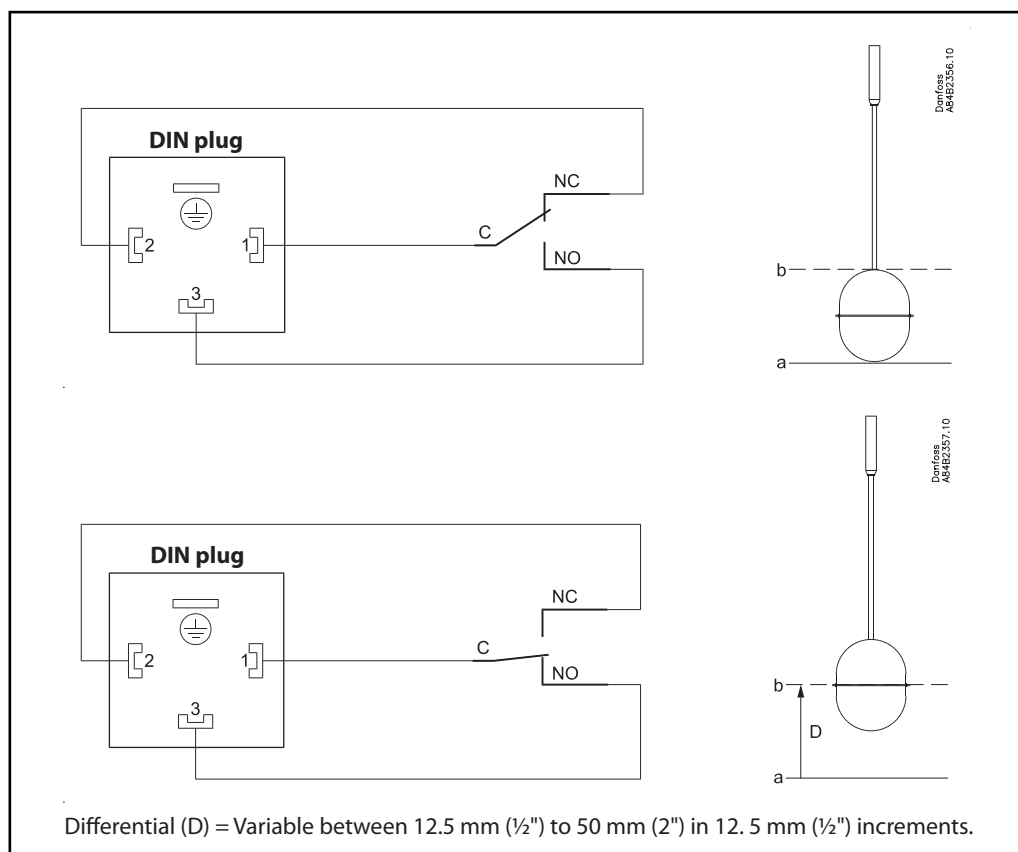 Danfoss
A84B2356.10
DIN plug
NC
C
2
1
NO
b
3
a
Danfoss
A84B2357.10
DIN plug
NC
C
2
1
NO
b
3
D
a
Differential (D) = Variable between 12.5 mm (½") to 50 mm (2") in 12. 5 mm (½") increments.